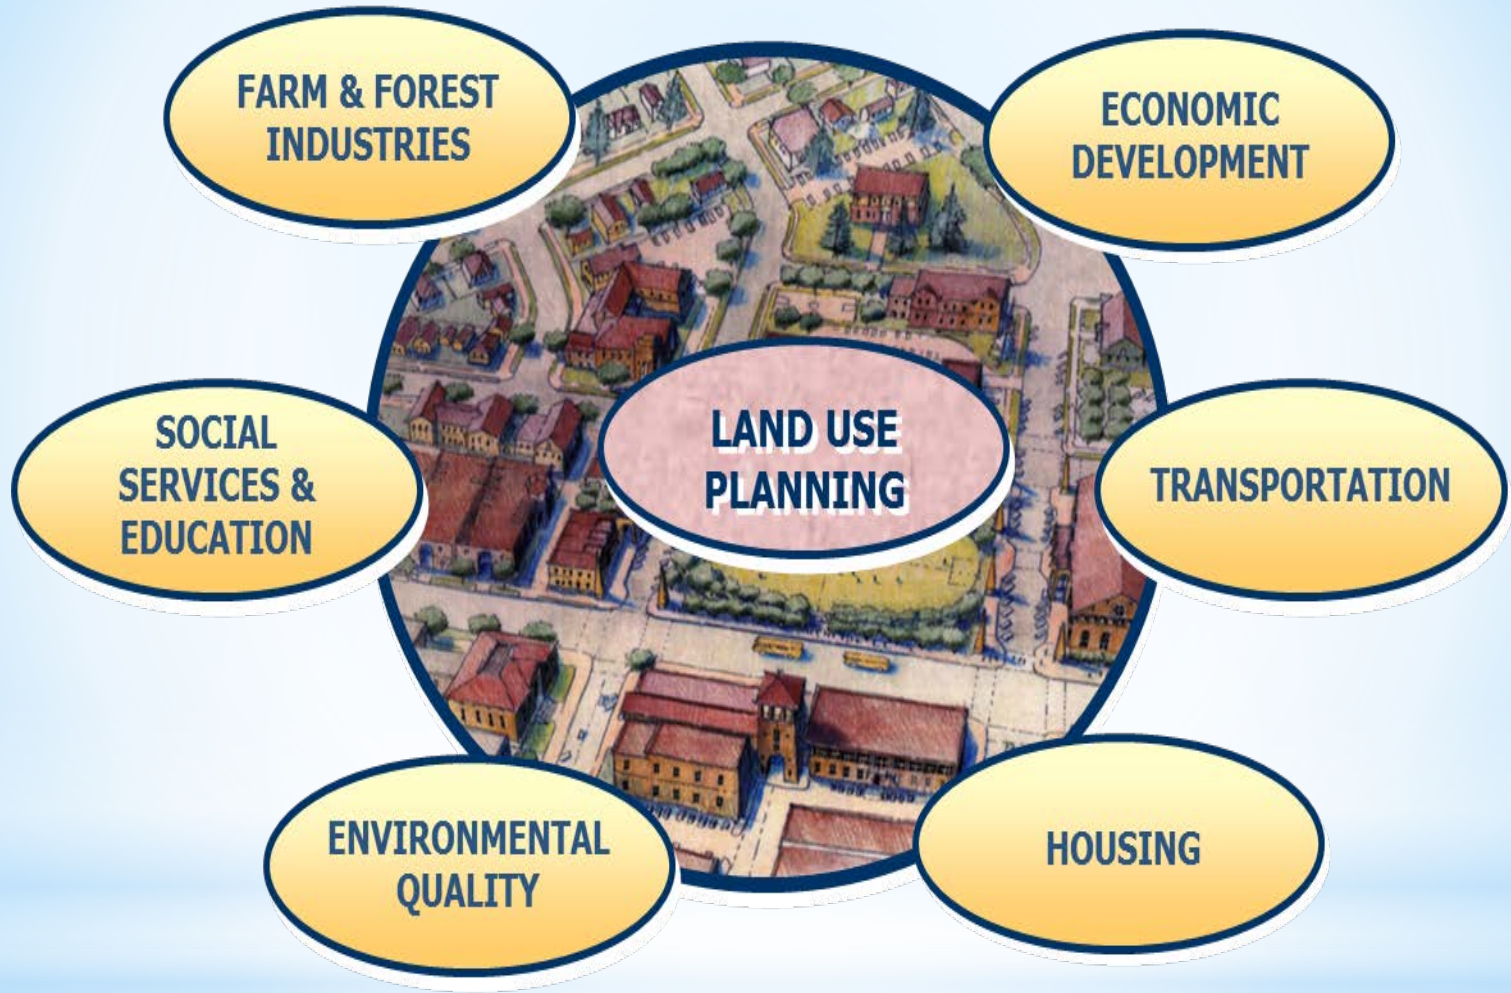 FARM & FOREST
INDUSTRIES
ECONOMIC
DEVELOPMENT
SOCIAL
SERVICES &
EDUCATION
LAND USE
PLANNING
TRANSPORTATION
ENVIRONMENTAL
QUALITY
HOUSING